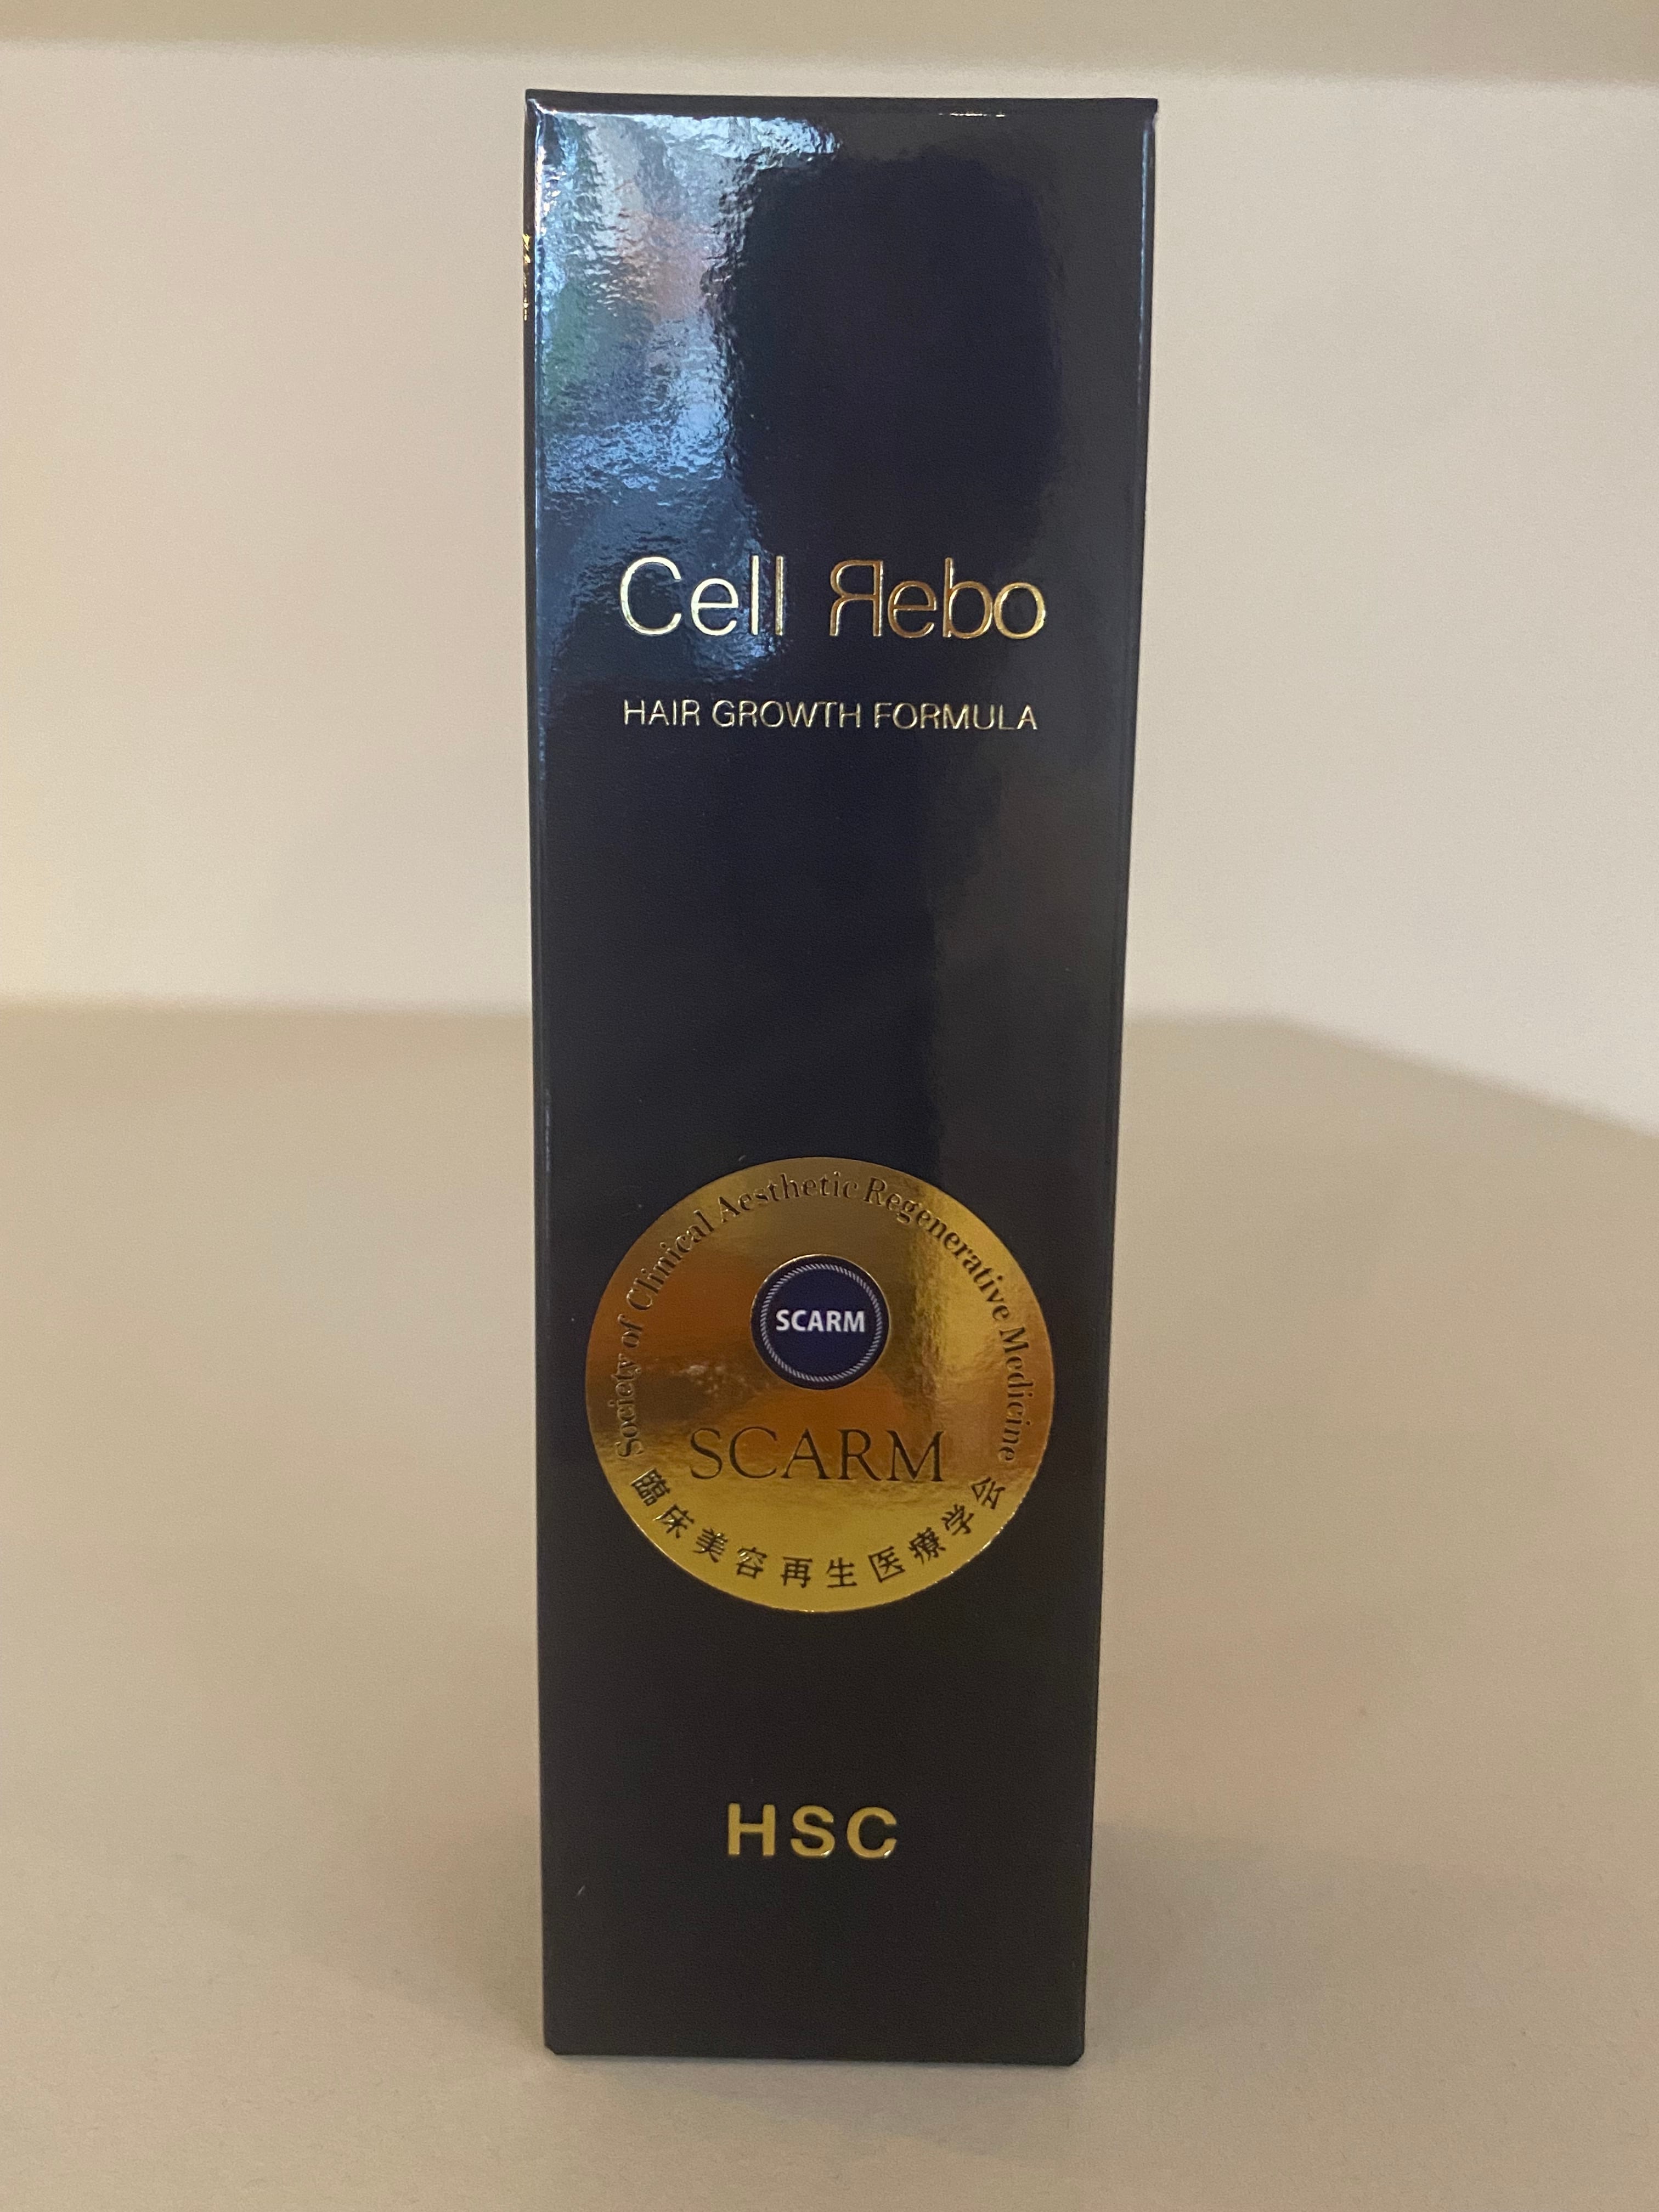 Cell Яebo
HAIR GROWTH FORMULA
Society of Clinical Aesthetic Regenerative Medicine
SCARM
SCARM
臨床美容再生医療学会
HSC